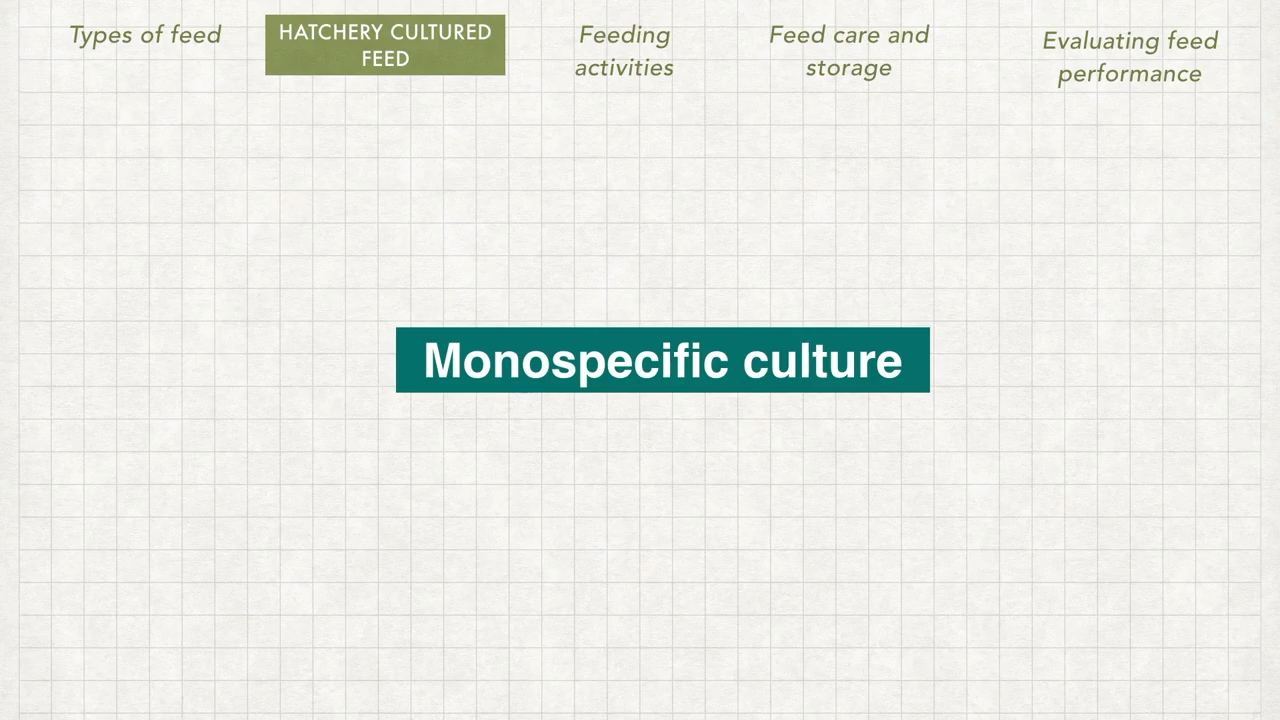 Types of feed
HATCHERY CULTURED
FEED
Feeding
activities
Feed care and
storage
Evaluating feed
performance
Monospecific culture